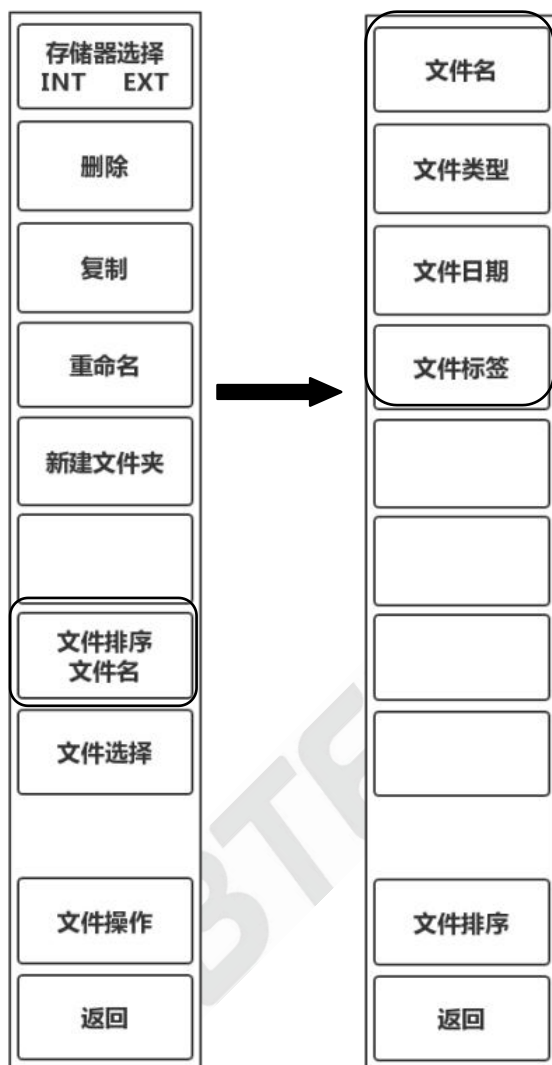 存储器选择
INT EXT
删除
复制
重命名
新建文件夹
文件排序
文件名
文件选择
文件操作
返回
文件名
文件类型
文件日期
文件标签
文件排序
返回